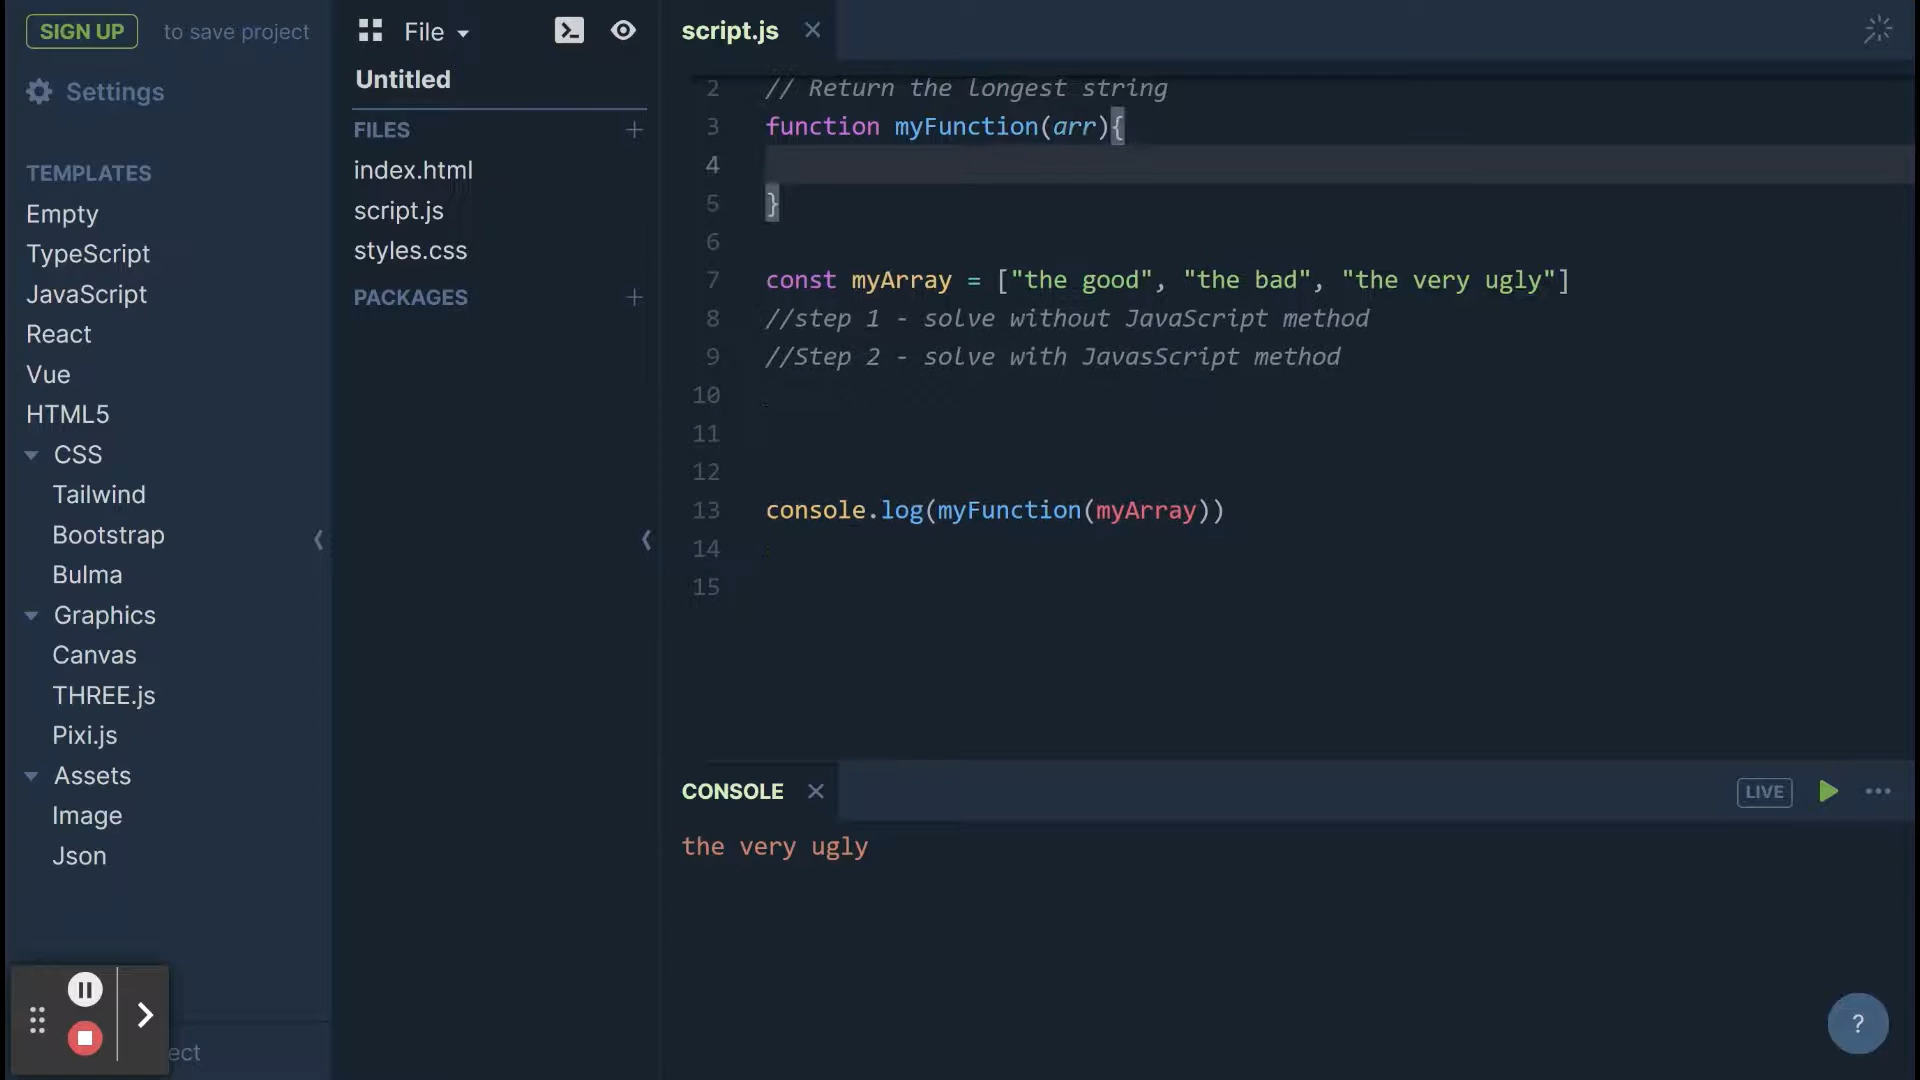 SIGN UP to save project
Settings
TEMPLATES
Empty
TypeScript
JavaScript
React
Vue
HTML5
CSS
Tailwind
Bootstrap
Bulma
Graphics
Canvas
THREE.js
Pixi.js
Assets
Image
Json
ect
File
Untitled
FILES
index.html
script.js
styles.css
PACKAGES
script.js
2 // Return the longest string
3 function myFunction(arr){
4
5 }
6
7 const myArray = ["the good", "the bad", "the very ugly"]
8 //step 1 - solve without JavaScript method
9 //Step 2 - solve with JavasScript method
10
11
12
13 console.log(myFunction(myArray))
14
15
CONSOLE
LIVE
the very ugly
?